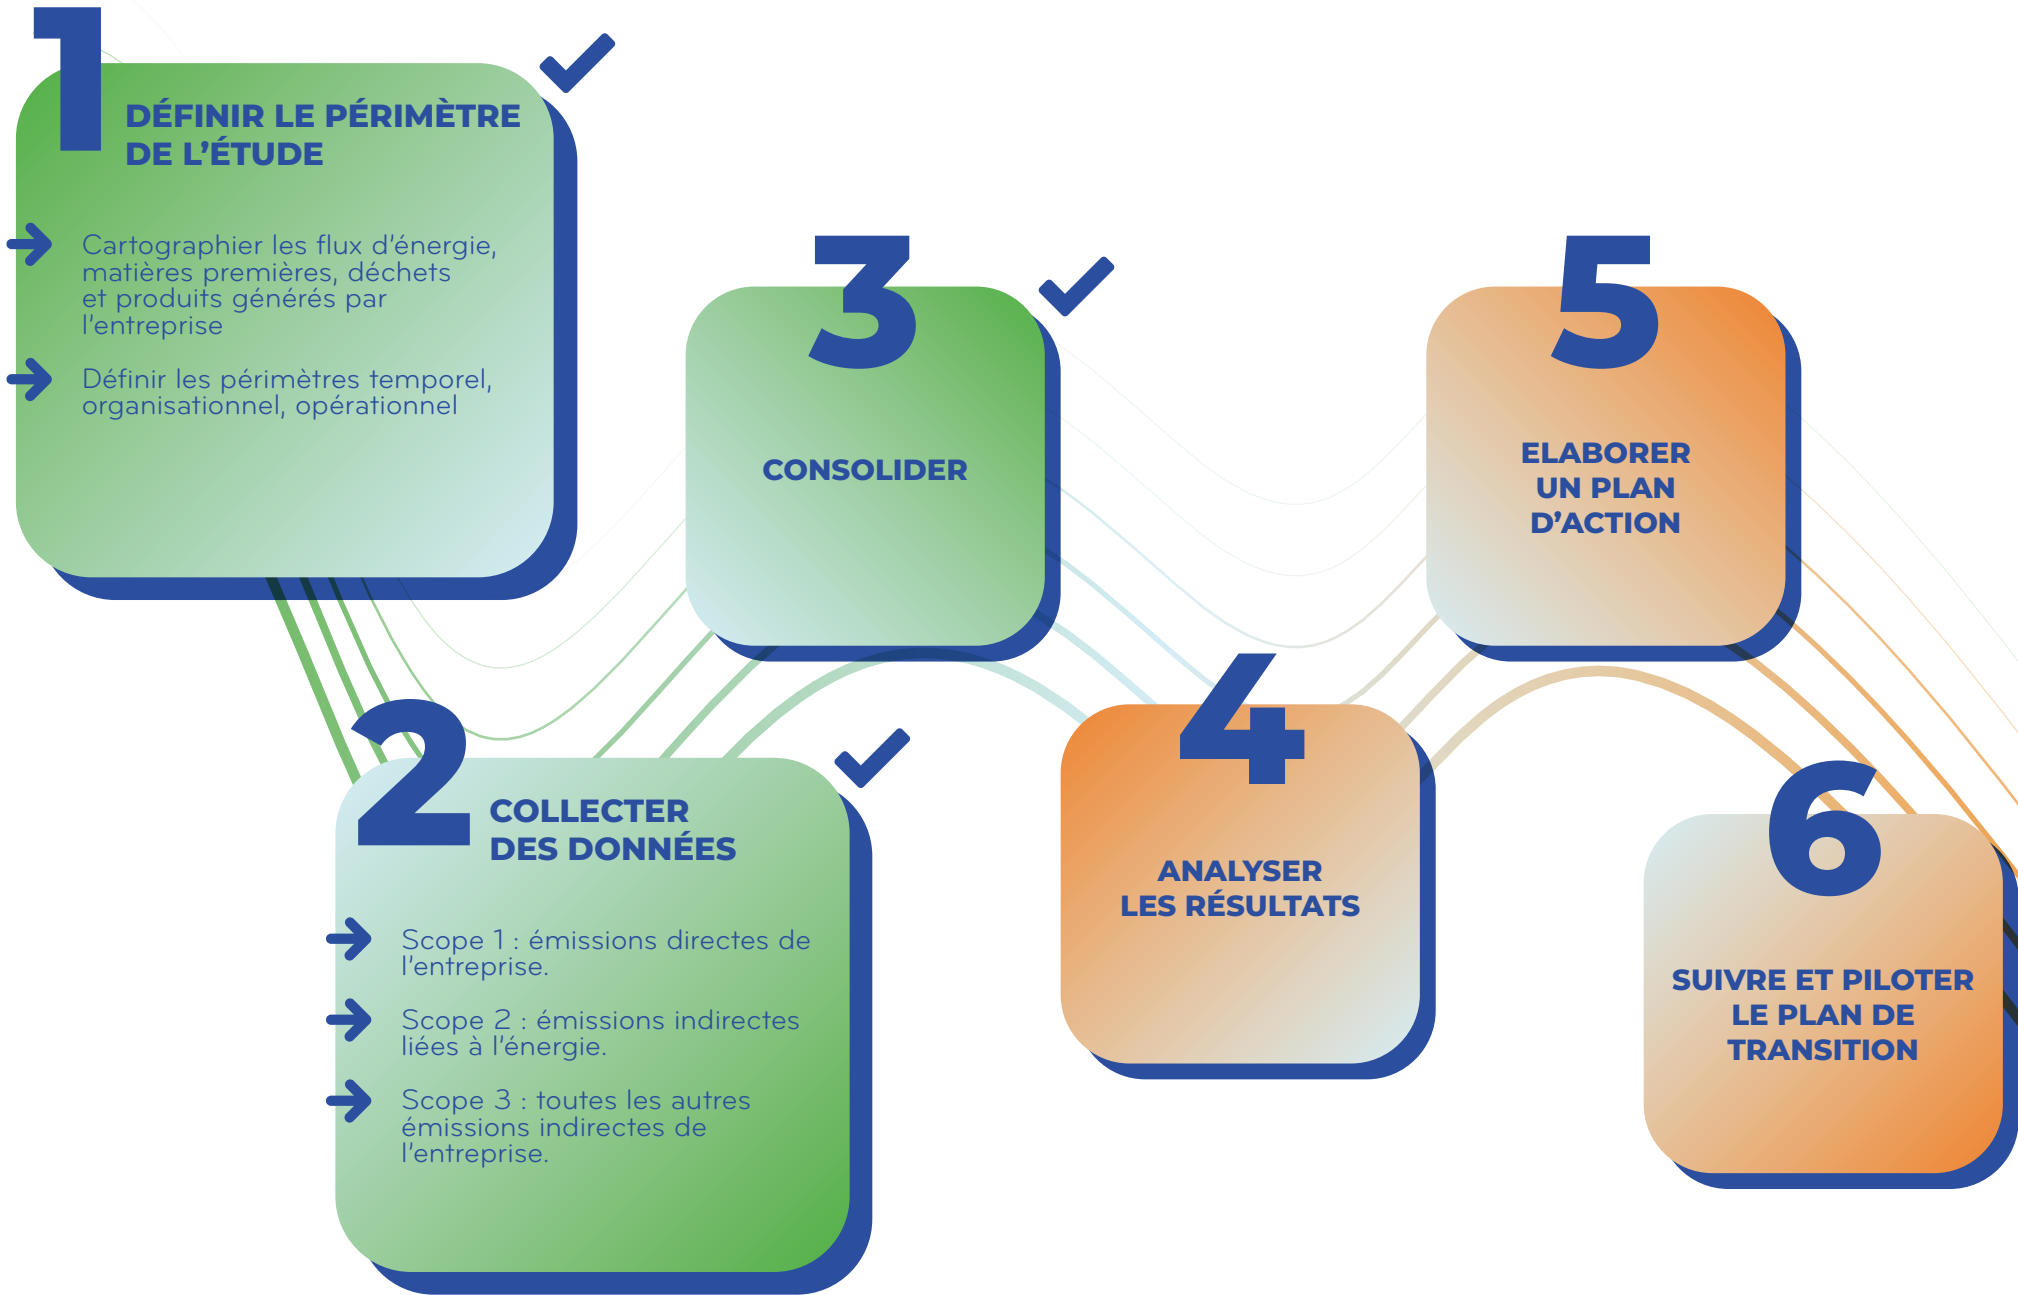 1
DÉFINIR LE PÉRIMÈTRE
DE L’ÉTUDE
Cartographier les flux d’énergie,
matières premières, déchets
et produits générés par
l’entreprise
Définir les périmètres temporel,
organisationnel, opérationnel
2
COLLECTER
DES DONNÉES
Scope 1 : émissions directes de
l’entreprise.
Scope 2 : émissions indirectes
liées à l’énergie.
Scope 3 : toutes les autres
émissions indirectes de
l’entreprise.
3
CONSOLIDER
4
ANALYSER
LES RÉSULTATS
5
ELABORER
UN PLAN
D’ACTION
6
SUIVRE ET PILOTER
LE PLAN DE
TRANSITION